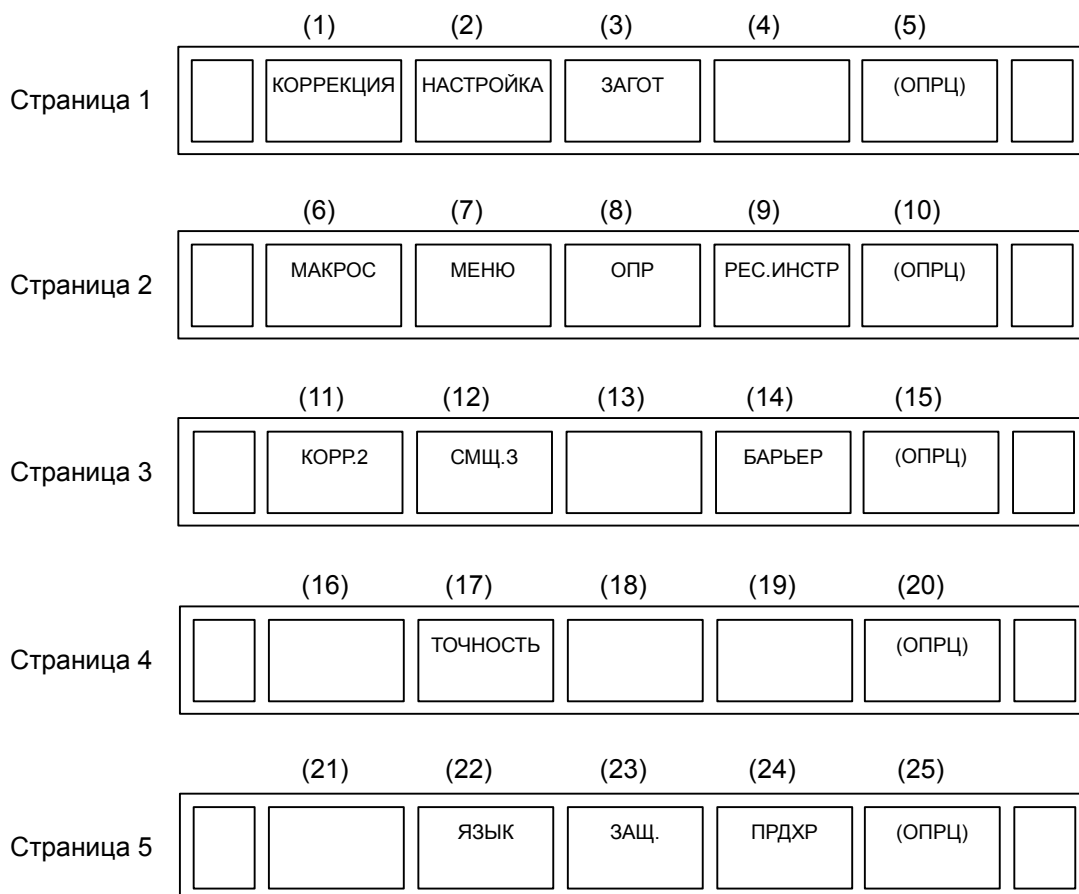 (1) (2) (3) (4) (5)
Страница 1 КОРРЕКЦИЯ НАСТРОЙКА ЗАГОТ (ОПРЦ)
(6) (7) (8) (9) (10)
Страница 2 МАКРОС МЕНЮ ОПР РЕС.ИНСТР (ОПРЦ)
(11) (12) (13) (14) (15)
Страница 3 КОРР.2 СМЩ.3 БАРЬЕР (ОПРЦ)
(16) (17) (18) (19) (20)
Страница 4 ТОЧНОСТЬ (ОПРЦ)
(21) (22) (23) (24) (25)
Страница 5 ЯЗЫК ЗАЩ. ПРДХР (ОПРЦ)